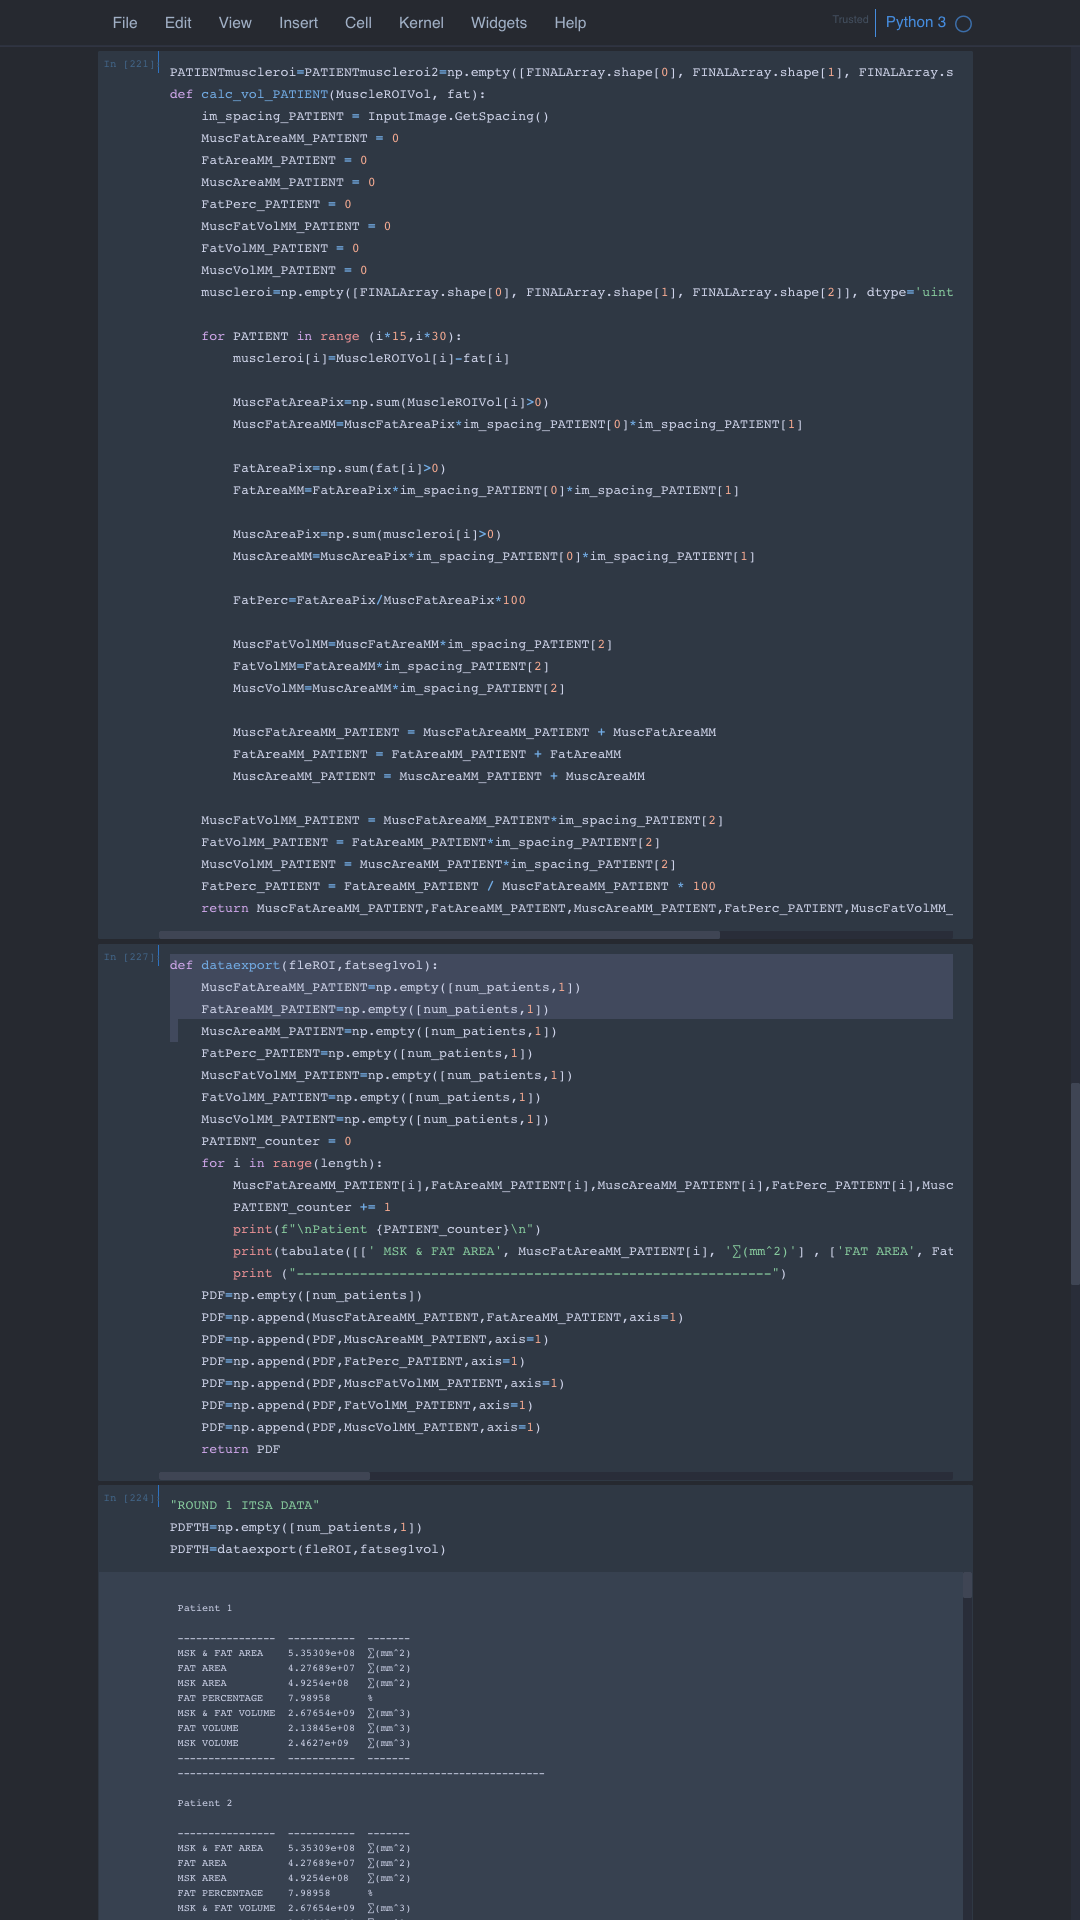 File Edit View Insert Cell Kernel Widgets Help Trusted Python 3
In [221]
PATIENTmuscleroi=PATIENTmuscleroi2=np.empty([FINALArray.shape[0], FINALArray.shape[1], FINALArray.s
def calc_vol_PATIENT(MuscleROIVol, fat):
    im_spacing_PATIENT = InputImage.GetSpacing()
    MuscFatAreaMM_PATIENT = 0
    FatAreaMM_PATIENT = 0
    MuscAreaMM_PATIENT = 0
    FatPerc_PATIENT = 0
    MuscFatVolMM_PATIENT = 0
    FatVolMM_PATIENT = 0
    MuscVolMM_PATIENT = 0
    muscleroi=np.empty([FINALArray.shape[0], FINALArray.shape[1], FINALArray.shape[2]], dtype='uint
    for PATIENT in range (i*15,i*30):
        muscleroi[i]=MuscleROIVol[i]-fat[i]
        MuscFatAreaPix=np.sum(MuscleROIVol[i]>0)
        MuscFatAreaMM=MuscFatAreaPix*im_spacing_PATIENT[0]*im_spacing_PATIENT[1]
        FatAreaPix=np.sum(fat[i]>0)
        FatAreaMM=FatAreaPix*im_spacing_PATIENT[0]*im_spacing_PATIENT[1]
        MuscAreaPix=np.sum(muscleroi[i]>0)
        MuscAreaMM=MuscAreaPix*im_spacing_PATIENT[0]*im_spacing_PATIENT[1]
        FatPerc=FatAreaPix/MuscFatAreaPix*100
        MuscFatVolMM=MuscFatAreaMM*im_spacing_PATIENT[2]
        FatVolMM=FatAreaMM*im_spacing_PATIENT[2]
        MuscVolMM=MuscAreaMM*im_spacing_PATIENT[2]
        MuscFatAreaMM_PATIENT = MuscFatAreaMM_PATIENT + MuscFatAreaMM
        FatAreaMM_PATIENT = FatAreaMM_PATIENT + FatAreaMM
        MuscAreaMM_PATIENT = MuscAreaMM_PATIENT + MuscAreaMM
    MuscFatVolMM_PATIENT = MuscFatAreaMM_PATIENT*im_spacing_PATIENT[2]
    FatVolMM_PATIENT = FatAreaMM_PATIENT*im_spacing_PATIENT[2]
    MuscVolMM_PATIENT = MuscAreaMM_PATIENT*im_spacing_PATIENT[2]
    FatPerc_PATIENT = FatAreaMM_PATIENT / MuscFatAreaMM_PATIENT * 100
    return MuscFatAreaMM_PATIENT,FatAreaMM_PATIENT,MuscAreaMM_PATIENT,FatPerc_PATIENT,MuscFatVolMM_
In [227]
def dataexport(fleROI,fatseg1vol):
    MuscFatAreaMM_PATIENT=np.empty([num_patients,1])
    FatAreaMM_PATIENT=np.empty([num_patients,1])
    MuscAreaMM_PATIENT=np.empty([num_patients,1])
    FatPerc_PATIENT=np.empty([num_patients,1])
    MuscFatVolMM_PATIENT=np.empty([num_patients,1])
    FatVolMM_PATIENT=np.empty([num_patients,1])
    MuscVolMM_PATIENT=np.empty([num_patients,1])
    PATIENT_counter = 0
    for i in range(length):
        MuscFatAreaMM_PATIENT[i],FatAreaMM_PATIENT[i],MuscAreaMM_PATIENT[i],FatPerc_PATIENT[i],Musc
        PATIENT_counter += 1
        print(f"\nPatient {PATIENT_counter}\n")
        print(tabulate([[' MSK & FAT AREA', MuscFatAreaMM_PATIENT[i], '∑(mm^2)'] , ['FAT AREA', Fat
        print ("------------------------------------------------------------")
    PDF=np.empty([num_patients])
    PDF=np.append(MuscFatAreaMM_PATIENT,FatAreaMM_PATIENT,axis=1)
    PDF=np.append(PDF,MuscAreaMM_PATIENT,axis=1)
    PDF=np.append(PDF,FatPerc_PATIENT,axis=1)
    PDF=np.append(PDF,MuscFatVolMM_PATIENT,axis=1)
    PDF=np.append(PDF,FatVolMM_PATIENT,axis=1)
    PDF=np.append(PDF,MuscVolMM_PATIENT,axis=1)
    return PDF
In [224]
"ROUND 1 ITSA DATA"
PDFTH=np.empty([num_patients,1])
PDFTH=dataexport(fleROI,fatseg1vol)
Patient 1
----------------  -----------  -------
MSK & FAT AREA    5.35309e+08  ∑(mm^2)
FAT AREA          4.27689e+07  ∑(mm^2)
MSK AREA          4.9254e+08   ∑(mm^2)
FAT PERCENTAGE    7.98958      %
MSK & FAT VOLUME  2.67654e+09  ∑(mm^3)
FAT VOLUME        2.13845e+08  ∑(mm^3)
MSK VOLUME        2.4627e+09   ∑(mm^3)
----------------  -----------  -------
------------------------------------------------------------
Patient 2
----------------  -----------  -------
MSK & FAT AREA    5.35309e+08  ∑(mm^2)
FAT AREA          4.27689e+07  ∑(mm^2)
MSK AREA          4.9254e+08   ∑(mm^2)
FAT PERCENTAGE    7.98958      %
MSK & FAT VOLUME  2.67654e+09  ∑(mm^3)